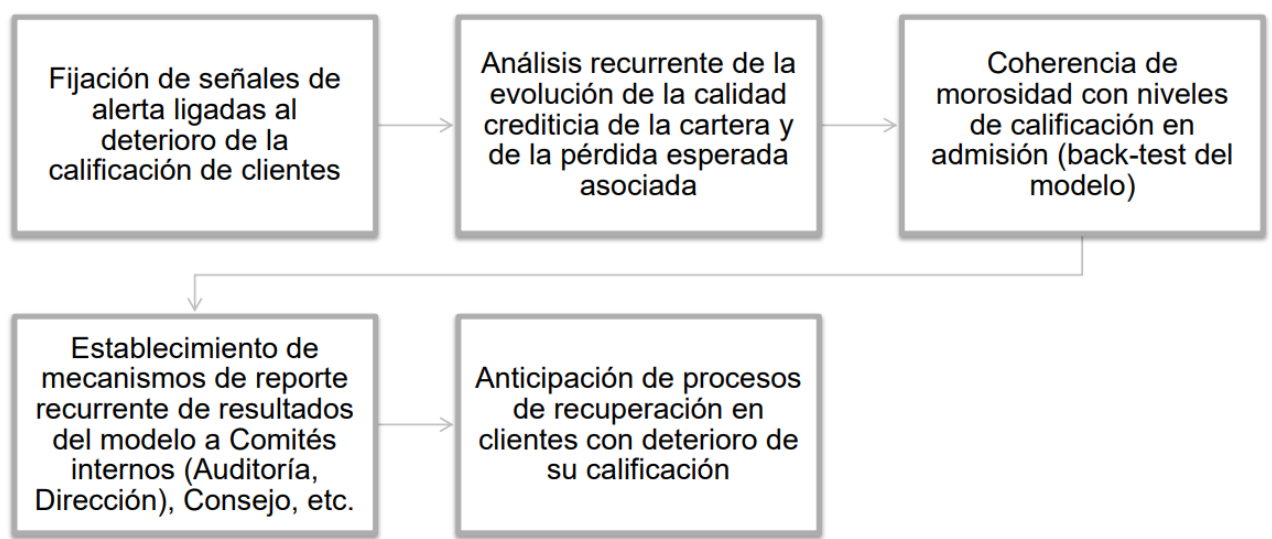 Fijación de señales de
alerta ligadas al
deterioro de la
calificación de clientes
Análisis recurrente de la
evolución de la calidad
crediticia de la cartera y
de la pérdida esperada
asociada
Coherencia de
morosidad con niveles
de calificación en
admisión (back-test del
modelo)
Establecimiento de
mecanismos de reporte
recurrente de resultados
del modelo a Comités
internos (Auditoría,
Dirección), Consejo, etc.
Anticipación de procesos
de recuperación en
clientes con deterioro de
su calificación